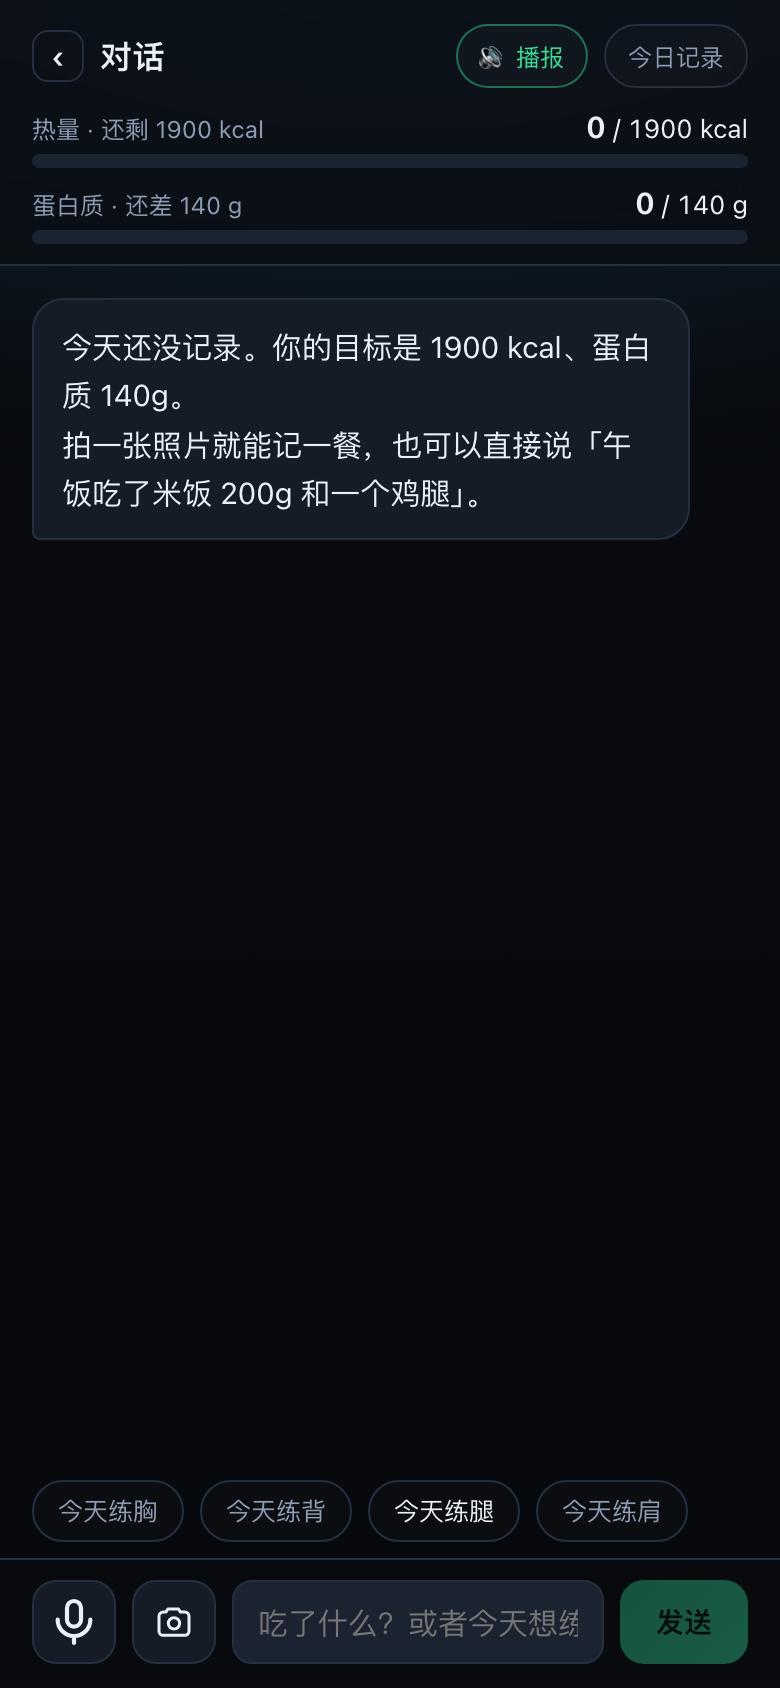 ‹ 对话 播报 今日记录
热量 · 还剩 1900 kcal 0 / 1900 kcal
蛋白质 · 还差 140 g 0 / 140 g
今天还没记录。你的目标是 1900 kcal、蛋白
质 140g。
拍一张照片就能记一餐，也可以直接说「午
饭吃了米饭 200g 和一个鸡腿」。
今天练胸 今天练背 今天练腿 今天练肩
吃了什么？或者今天想练 发送